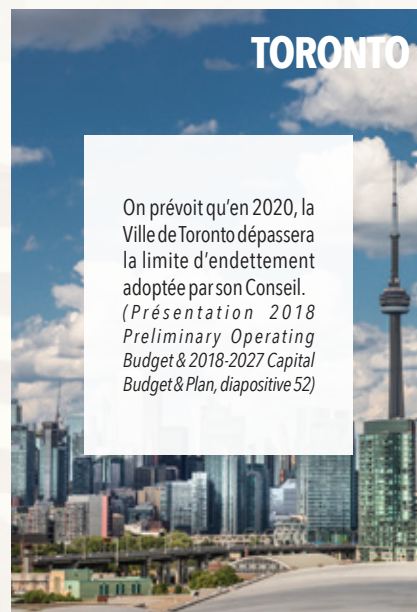 TORONTO
On prévoit qu'en 2020, la
Ville de Toronto dépassera
la limite d'endettement
adoptée par son Conseil.
(Présentation 2018
Preliminary Operating
Budget & 2018-2027 Capital
Budget & Plan, diapositive 52)